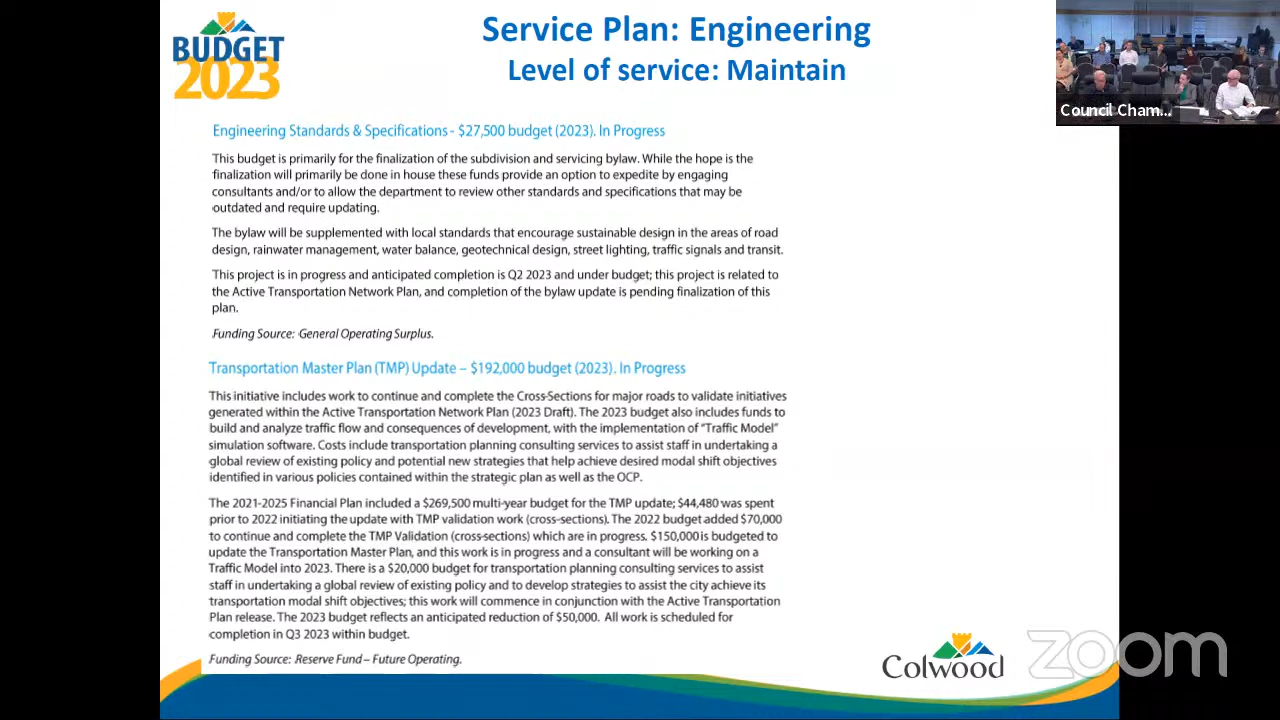 BUDGET
2023
Service Plan: Engineering
Level of service: Maintain
Council Cham...
Engineering Standards & Specifications - $27,500 budget (2023). In Progress
This budget is primarily for the finalization of the subdivision and servicing bylaw. While the hope is the
finalization will primarily be done in house these funds provide an option to expedite by engaging
consultants and/or to allow the department to review other standards and specifications that may be
outdated and require updating.
The bylaw will be supplemented with local standards that encourage sustainable design in the areas of road
design, rainwater management, water balance, geotechnical design, street lighting, traffic signals and transit.
This project is in progress and anticipated completion is Q2 2023 and under budget; this project is related to
the Active Transportation Network Plan, and completion of the bylaw update is pending finalization of this
plan.
Funding Source: General Operating Surplus.
Transportation Master Plan (TMP) Update – $192,000 budget (2023). In Progress
This initiative includes work to continue and complete the Cross-Sections for major roads to validate initiatives
generated within the Active Transportation Network Plan (2023 Draft). The 2023 budget also includes funds to
build and analyze traffic flow and consequences of development, with the implementation of "Traffic Model"
simulation software. Costs include transportation planning consulting services to assist staff in undertaking a
global review of existing policy and potential new strategies that help achieve desired modal shift objectives
identified in various policies contained within the strategic plan as well as the OCP.
The 2021-2025 Financial Plan included a $269,500 multi-year budget for the TMP update; $44,480 was spent
prior to 2022 initiating the update with TMP validation work (cross-sections). The 2022 budget added $70,000
to continue and complete the TMP Validation (cross-sections) which are in progress. $150,000 is budgeted to
update the Transportation Master Plan, and this work is in progress and a consultant will be working on a
Traffic Model into 2023. There is a $20,000 budget for transportation planning consulting services to assist
staff in undertaking a global review of existing policy and to develop strategies to assist the city achieve its
transportation modal shift objectives; this work will commence in conjunction with the Active Transportation
Plan release. The 2023 budget reflects an anticipated reduction of $50,000. All work is scheduled for
completion in Q3 2023 within budget.
Funding Source: Reserve Fund – Future Operating.
Colwood
zoom